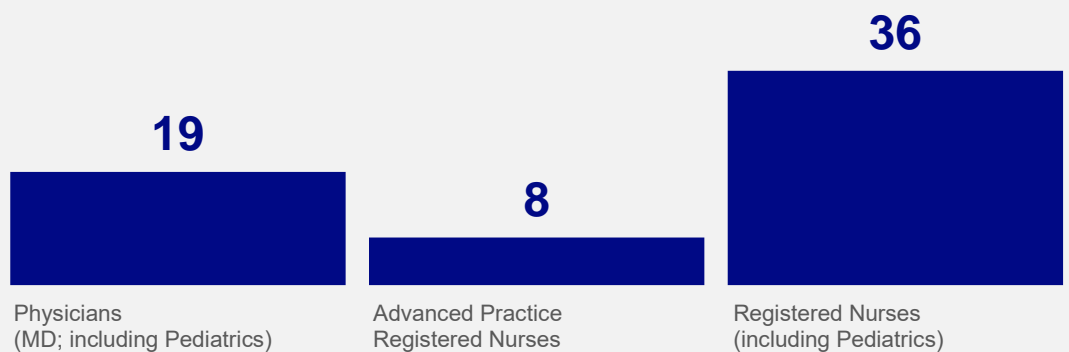 19
8
36
Physicians
(MD; including Pediatrics)
Advanced Practice
Registered Nurses
Registered Nurses
(including Pediatrics)